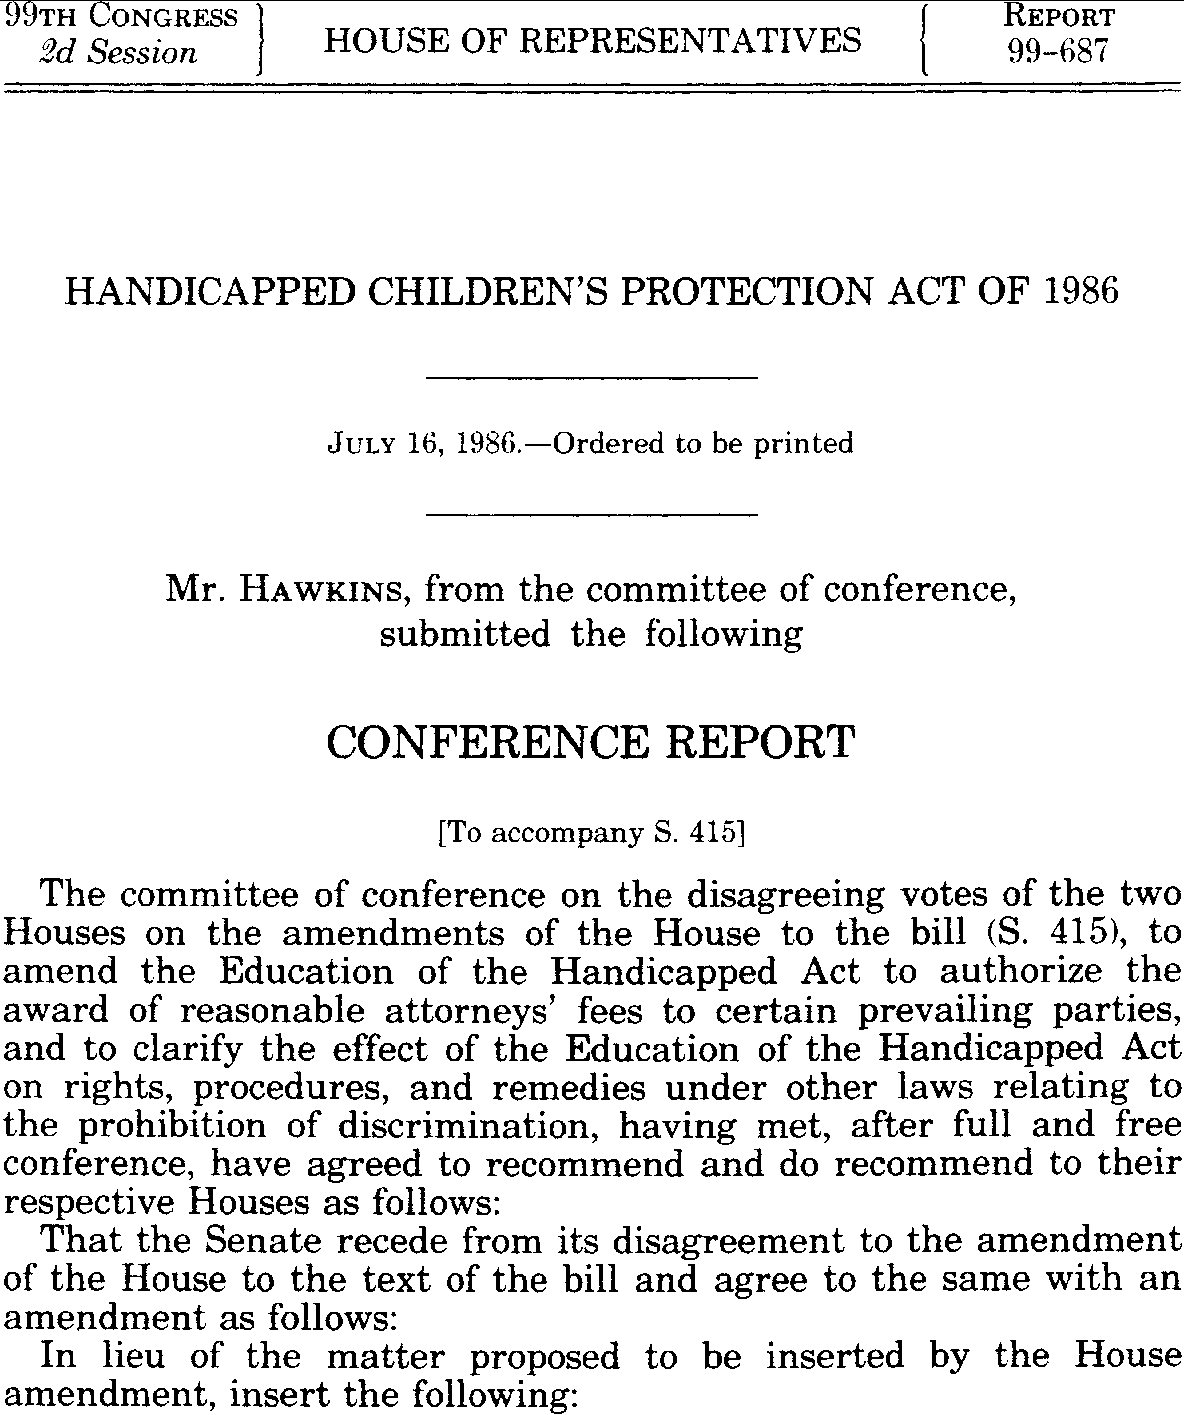 99TH CONGRESS
2d Session
HOUSE OF REPRESENTATIVES
REPORT
99-687
HANDICAPPED CHILDREN'S PROTECTION ACT OF 1986
JULY 16, 1986.—Ordered to be printed
Mr. HAWKINS, from the committee of conference,
submitted the following
CONFERENCE REPORT
[To accompany S. 415]
The committee of conference on the disagreeing votes of the two
Houses on the amendments of the House to the bill (S. 415), to
amend the Education of the Handicapped Act to authorize the
award of reasonable attorneys' fees to certain prevailing parties,
and to clarify the effect of the Education of the Handicapped Act
on rights, procedures, and remedies under other laws relating to
the prohibition of discrimination, having met, after full and free
conference, have agreed to recommend and do recommend to their
respective Houses as follows:
That the Senate recede from its disagreement to the amendment
of the House to the text of the bill and agree to the same with an
amendment as follows:
In lieu of the matter proposed to be inserted by the House
amendment, insert the following: